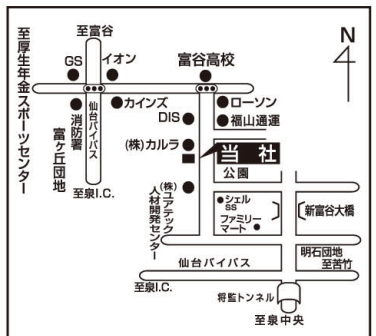 至富谷
GS
イオン
富谷高校
N
至厚生年金スポーツセンター
カインズ
ローソン
DIS
福山通運
消防署
富ヶ丘団地
仙台バイパス
(株)カルラ
当社
公園
至泉I.C.
(株)ユアテック
人材開発センター
シェル
SS
ファミリー
マート
新富谷大橋
明石団地
至苦竹
仙台バイパス
至泉I.C.
将監トンネル
至泉中央